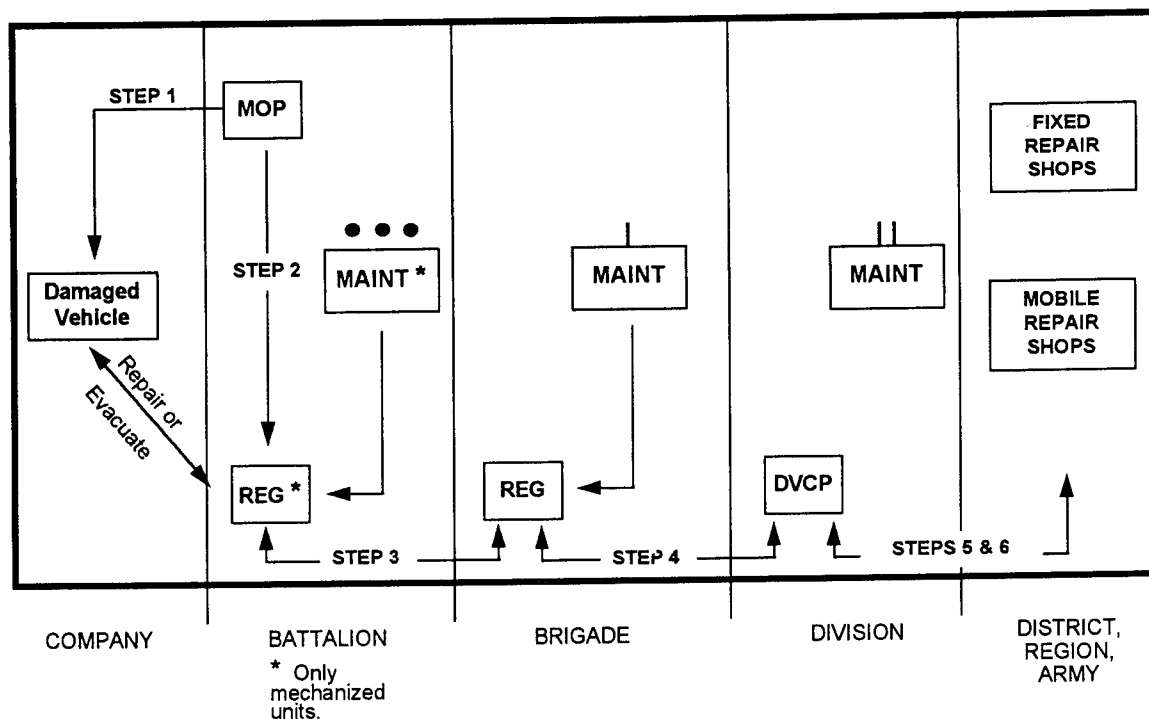 STEP 1
MOP
FIXED
REPAIR
SHOPS
STEP 2
MAINT *
MAINT
MAINT
Damaged
Vehicle
MOBILE
REPAIR
SHOPS
Repair or
Evacuate
REG *
REG
DVCP
STEP 3
STEP 4
STEPS 5 & 6
COMPANY
BATTALION
* Only
mechanized
units.
BRIGADE
DIVISION
DISTRICT,
REGION,
ARMY